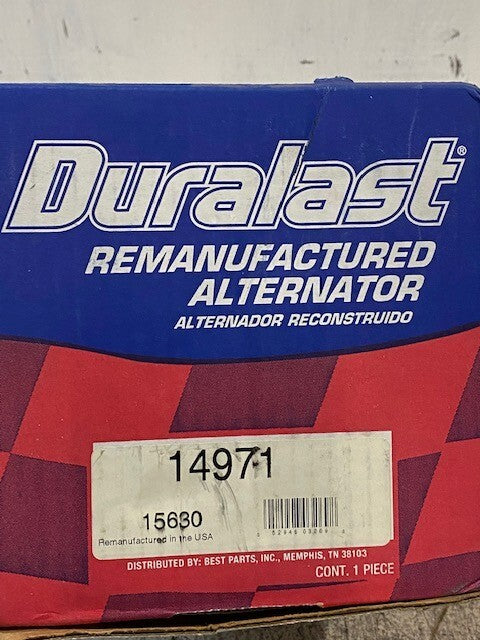 Duralast®
REMANUFACTURED
ALTERNATOR
ALTERNADOR RECONSTRUIDO
14971
15630
Remanufactured in the USA
DISTRIBUTED BY: BEST PARTS, INC., MEMPHIS, TN 38103
CONT. 1 PIECE